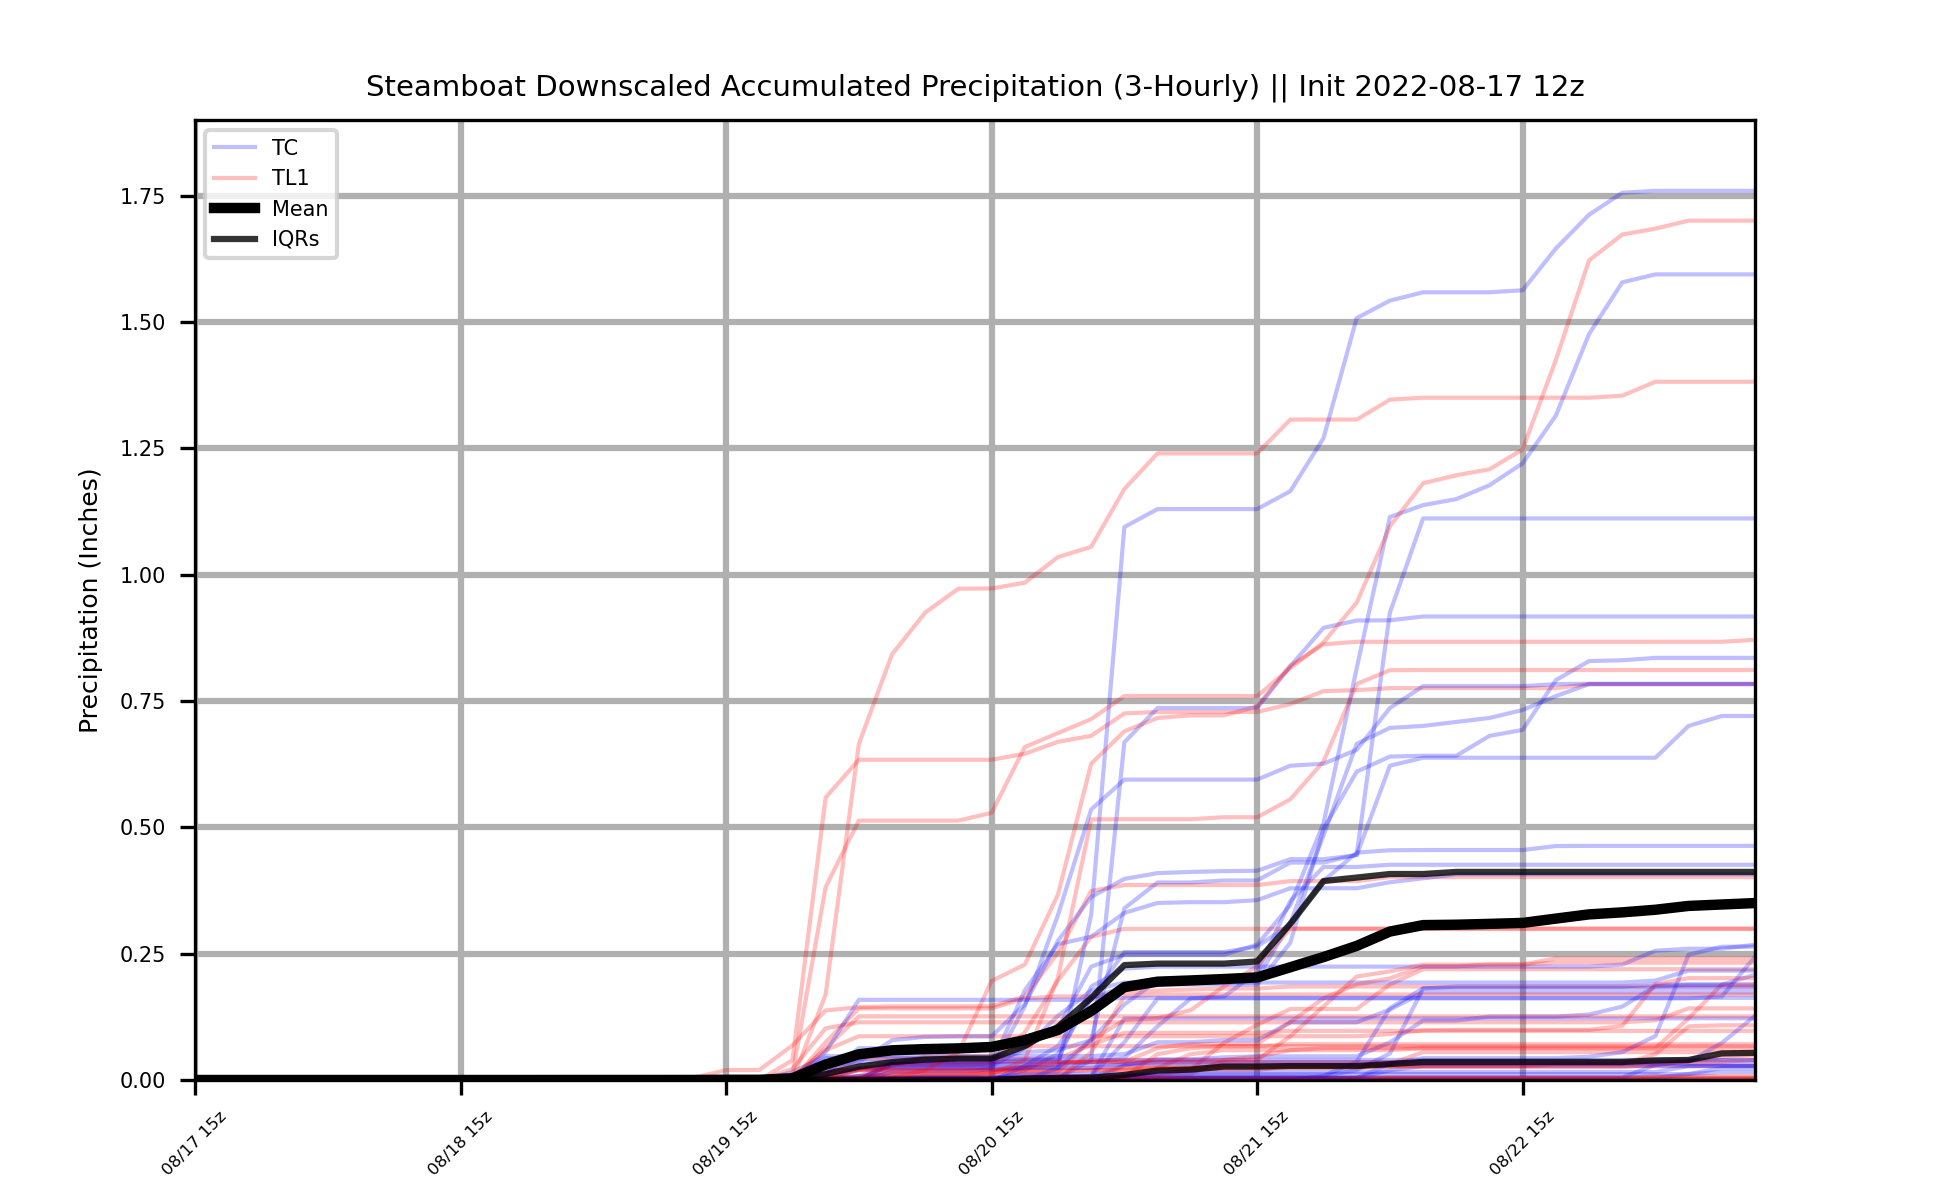 Steamboat Downscaled Accumulated Precipitation (3-Hourly) || Init 2022-08-17 12z
TC
TL1
Mean
IQRs
Precipitation (Inches)
1.75
1.50
1.25
1.00
0.75
0.50
0.25
0.00
08/17 15z
08/18 15z
08/19 15z
08/20 15z
08/21 15z
08/22 15z